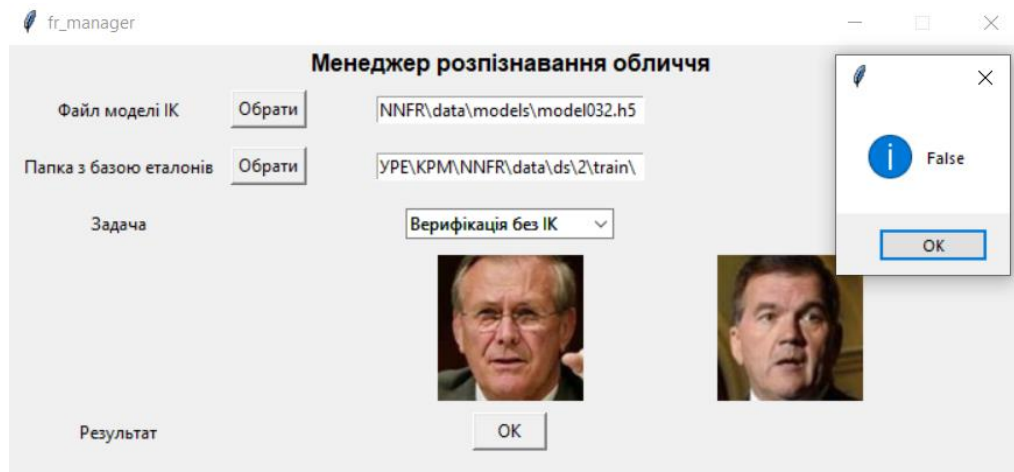 fr_manager
Менеджер розпізнавання обличчя
Файл моделі ІК
Обрати
NNFR\data\models\model032.h5
Папка з базою еталонів
Обрати
УРЕ\КРМ\NNFR\data\ds\2\train\
Задача
Верифікація без ІК
False
OK
Результат
OK